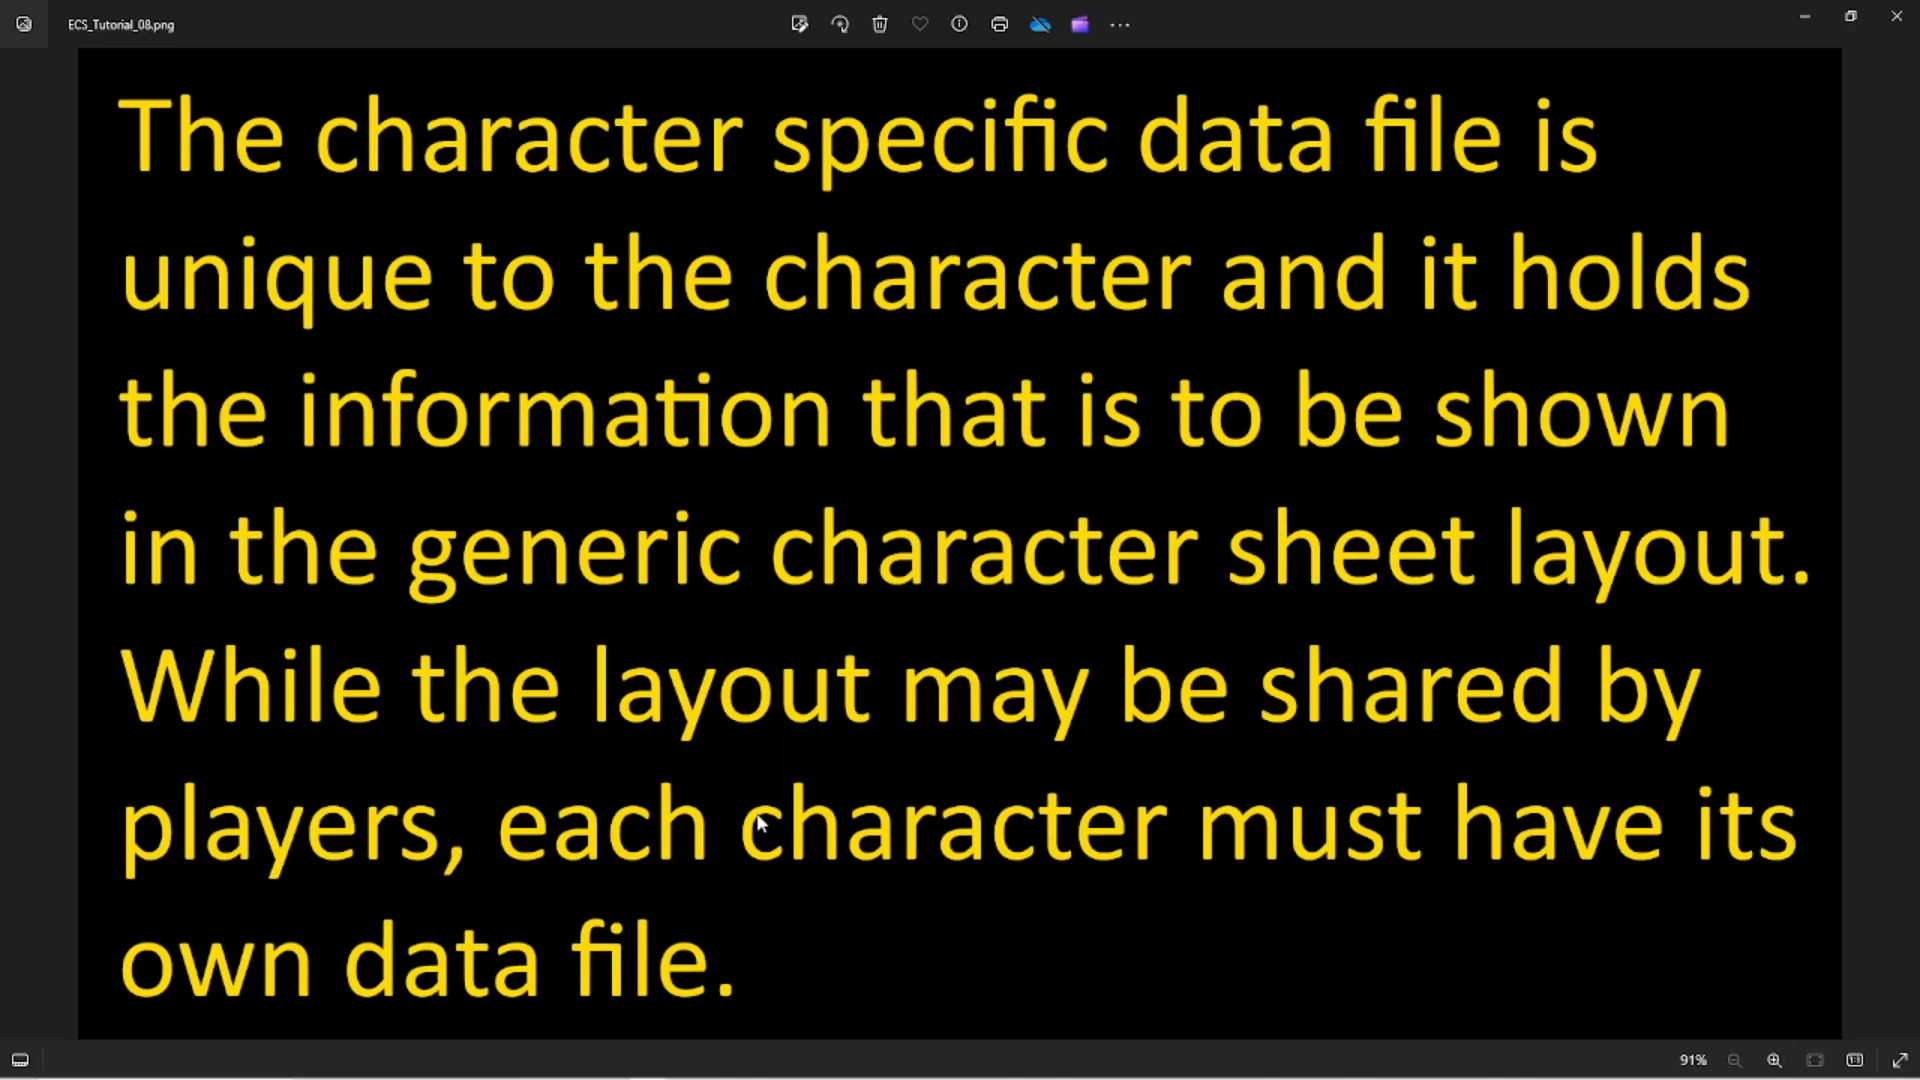 ECS_Tutorial_08.png
The character specific data file is
unique to the character and it holds
the information that is to be shown
in the generic character sheet layout.
While the layout may be shared by
players, each character must have its
own data file.
91%